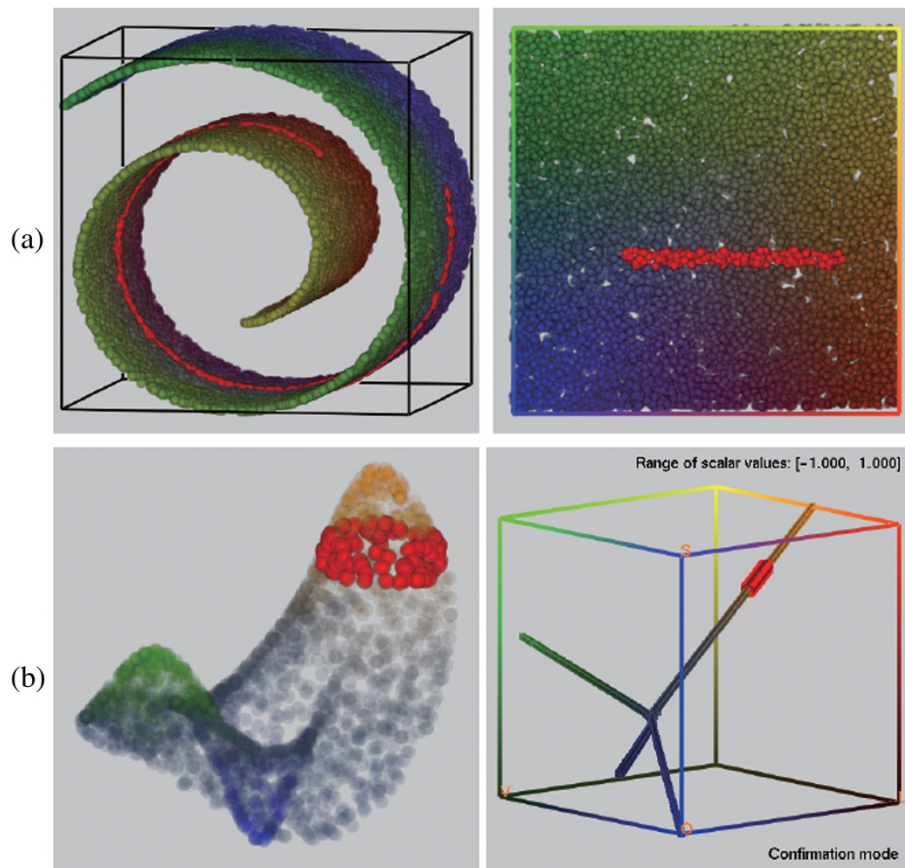 (a)
Range of scalar values: [-1.000, 1.000]
S
(b)
V
O
L
Confirmation mode